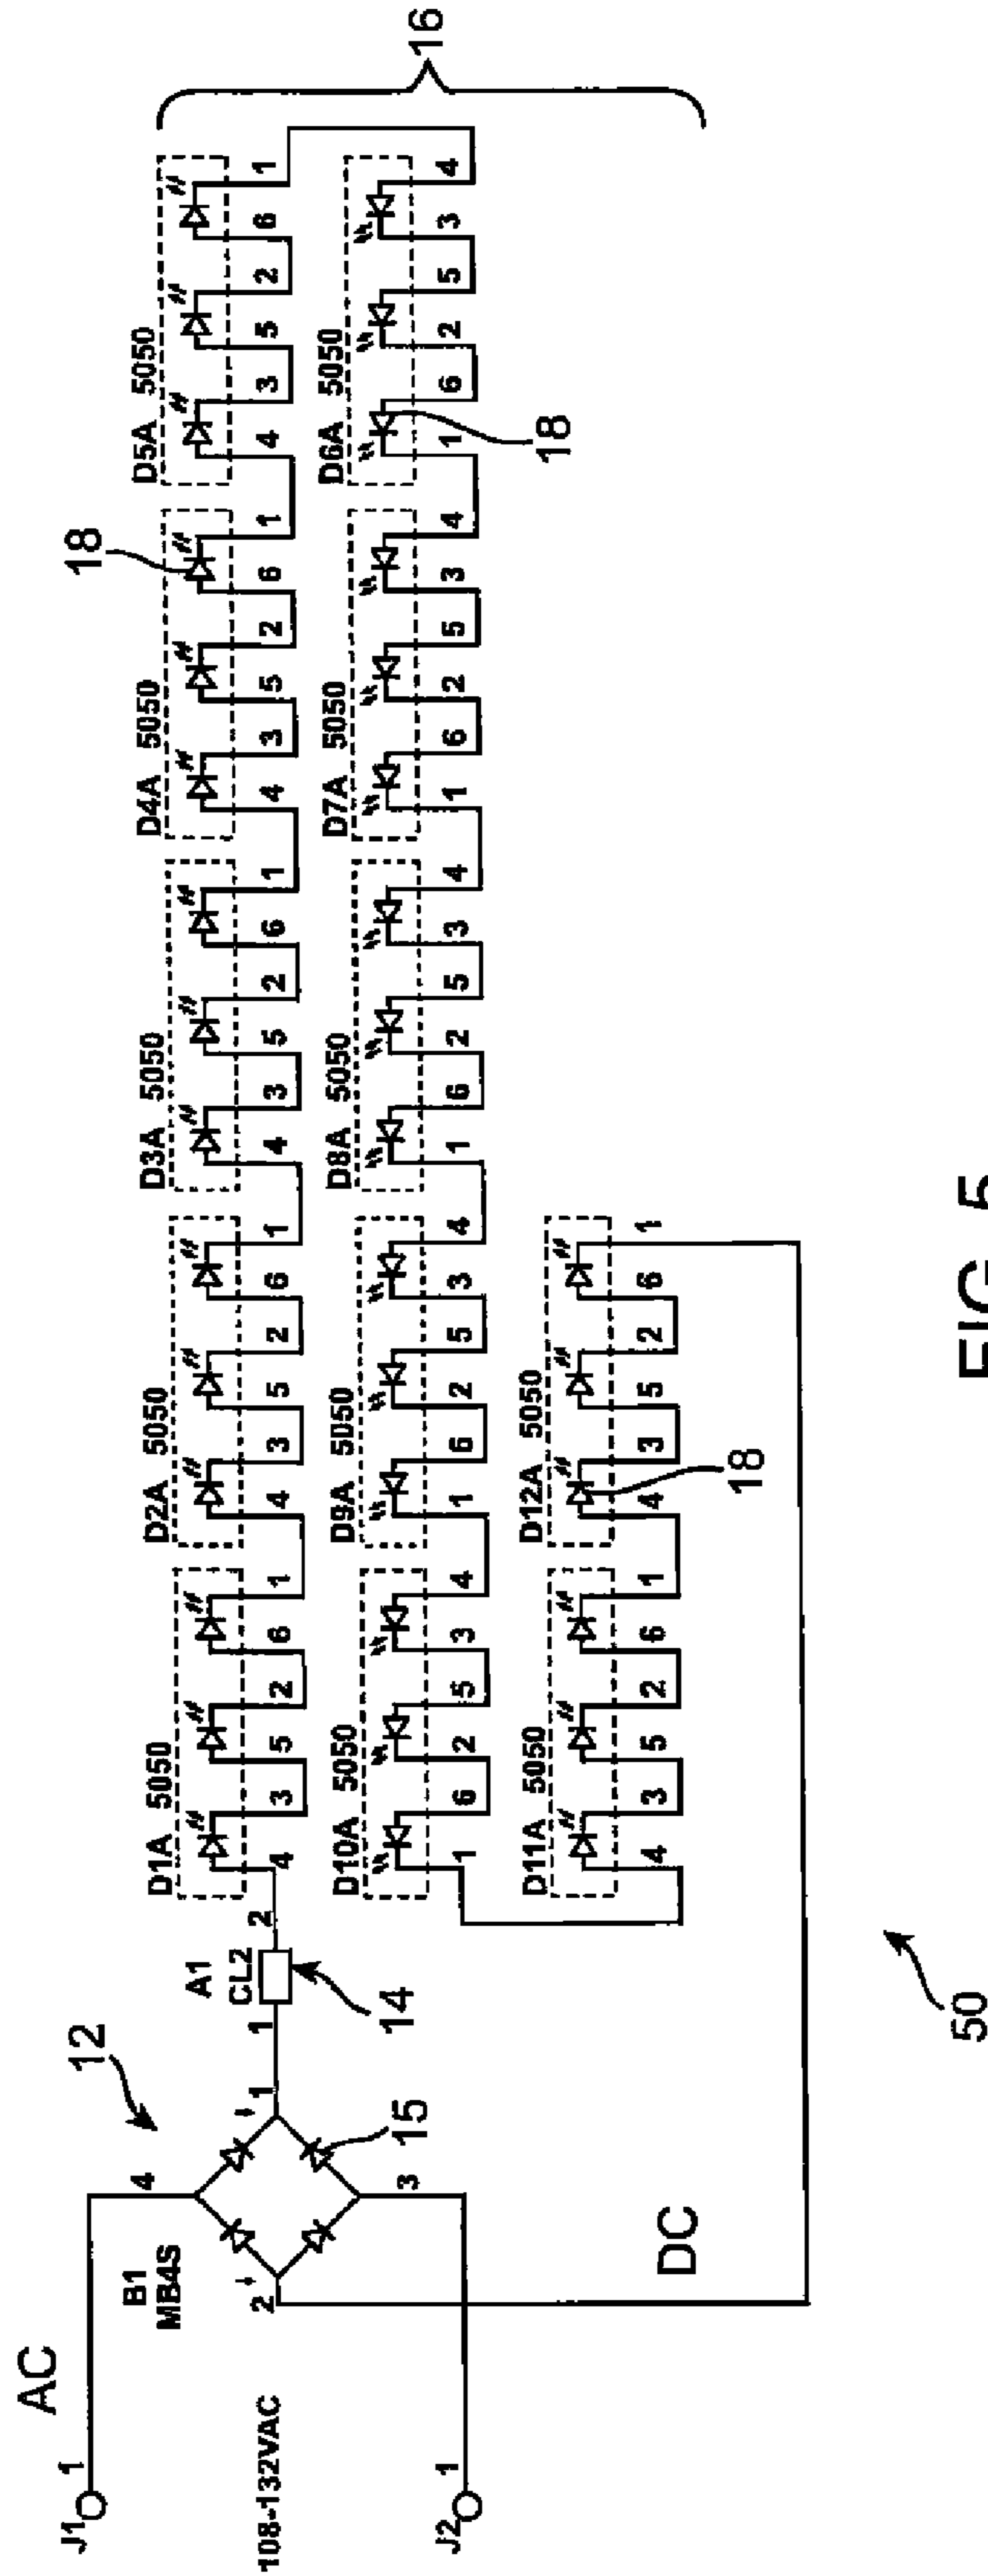 AC
J1
1
108-132VAC
J2
1
B1
MB4S
4
12
1
2
3
15
DC
A1
CL2
1
2
14
D1A 5050
4 3 5 2 6 1
D2A 5050
4 3 5 2 6 1
D3A 5050
4 3 5 2 6 1
D4A 5050
4 3 5 2 6 1
18
D5A 5050
4 3 5 2 6 1
D10A 5050
1 6 2 5 3 4
D9A 5050
1 6 2 5 3 4
D8A 5050
1 6 2 5 3 4
D7A 5050
1 6 2 5 3 4
D6A 5050
1 6 2 5 3 4
18
16
D11A 5050
4 3 5 2 6 1
D12A 5050
4 3 5 2 6 1
18
50
FIG. 5